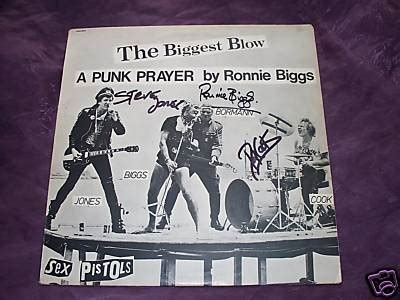 The Biggest Blow
A PUNK PRAYER by Ronnie Biggs
Steve Jones
Ronnie Biggs.
BORMANN
BIGGS
JONES
COOK
Sex PISTOLS